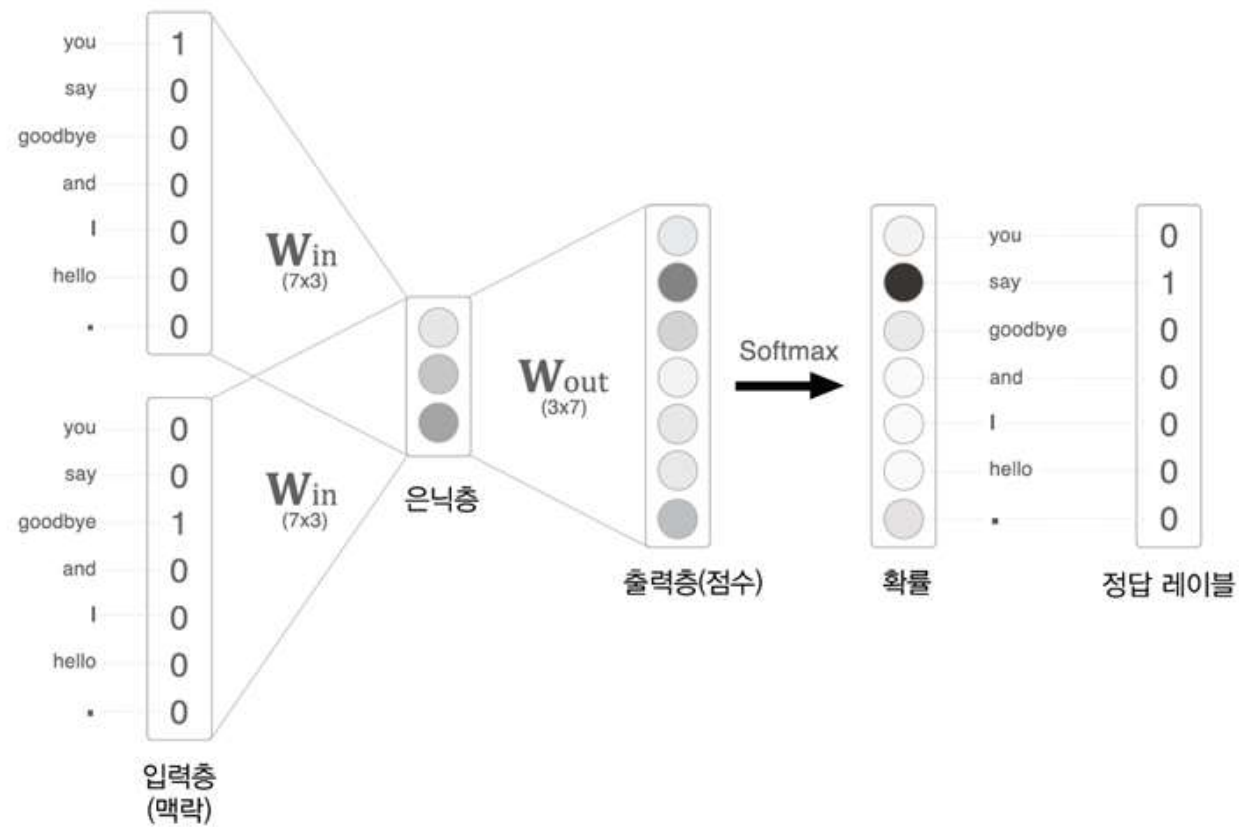 you 1
say 0
goodbye 0
and 0
I 0
hello 0
. 0
Win
(7x3)
you 0
say 0
goodbye 1
and 0
I 0
hello 0
. 0
Win
(7x3)
입력층
(맥락)
은닉층
Wout
(3x7)
출력층(점수)
Softmax
확률
you 0
say 1
goodbye 0
and 0
I 0
hello 0
. 0
정답 레이블